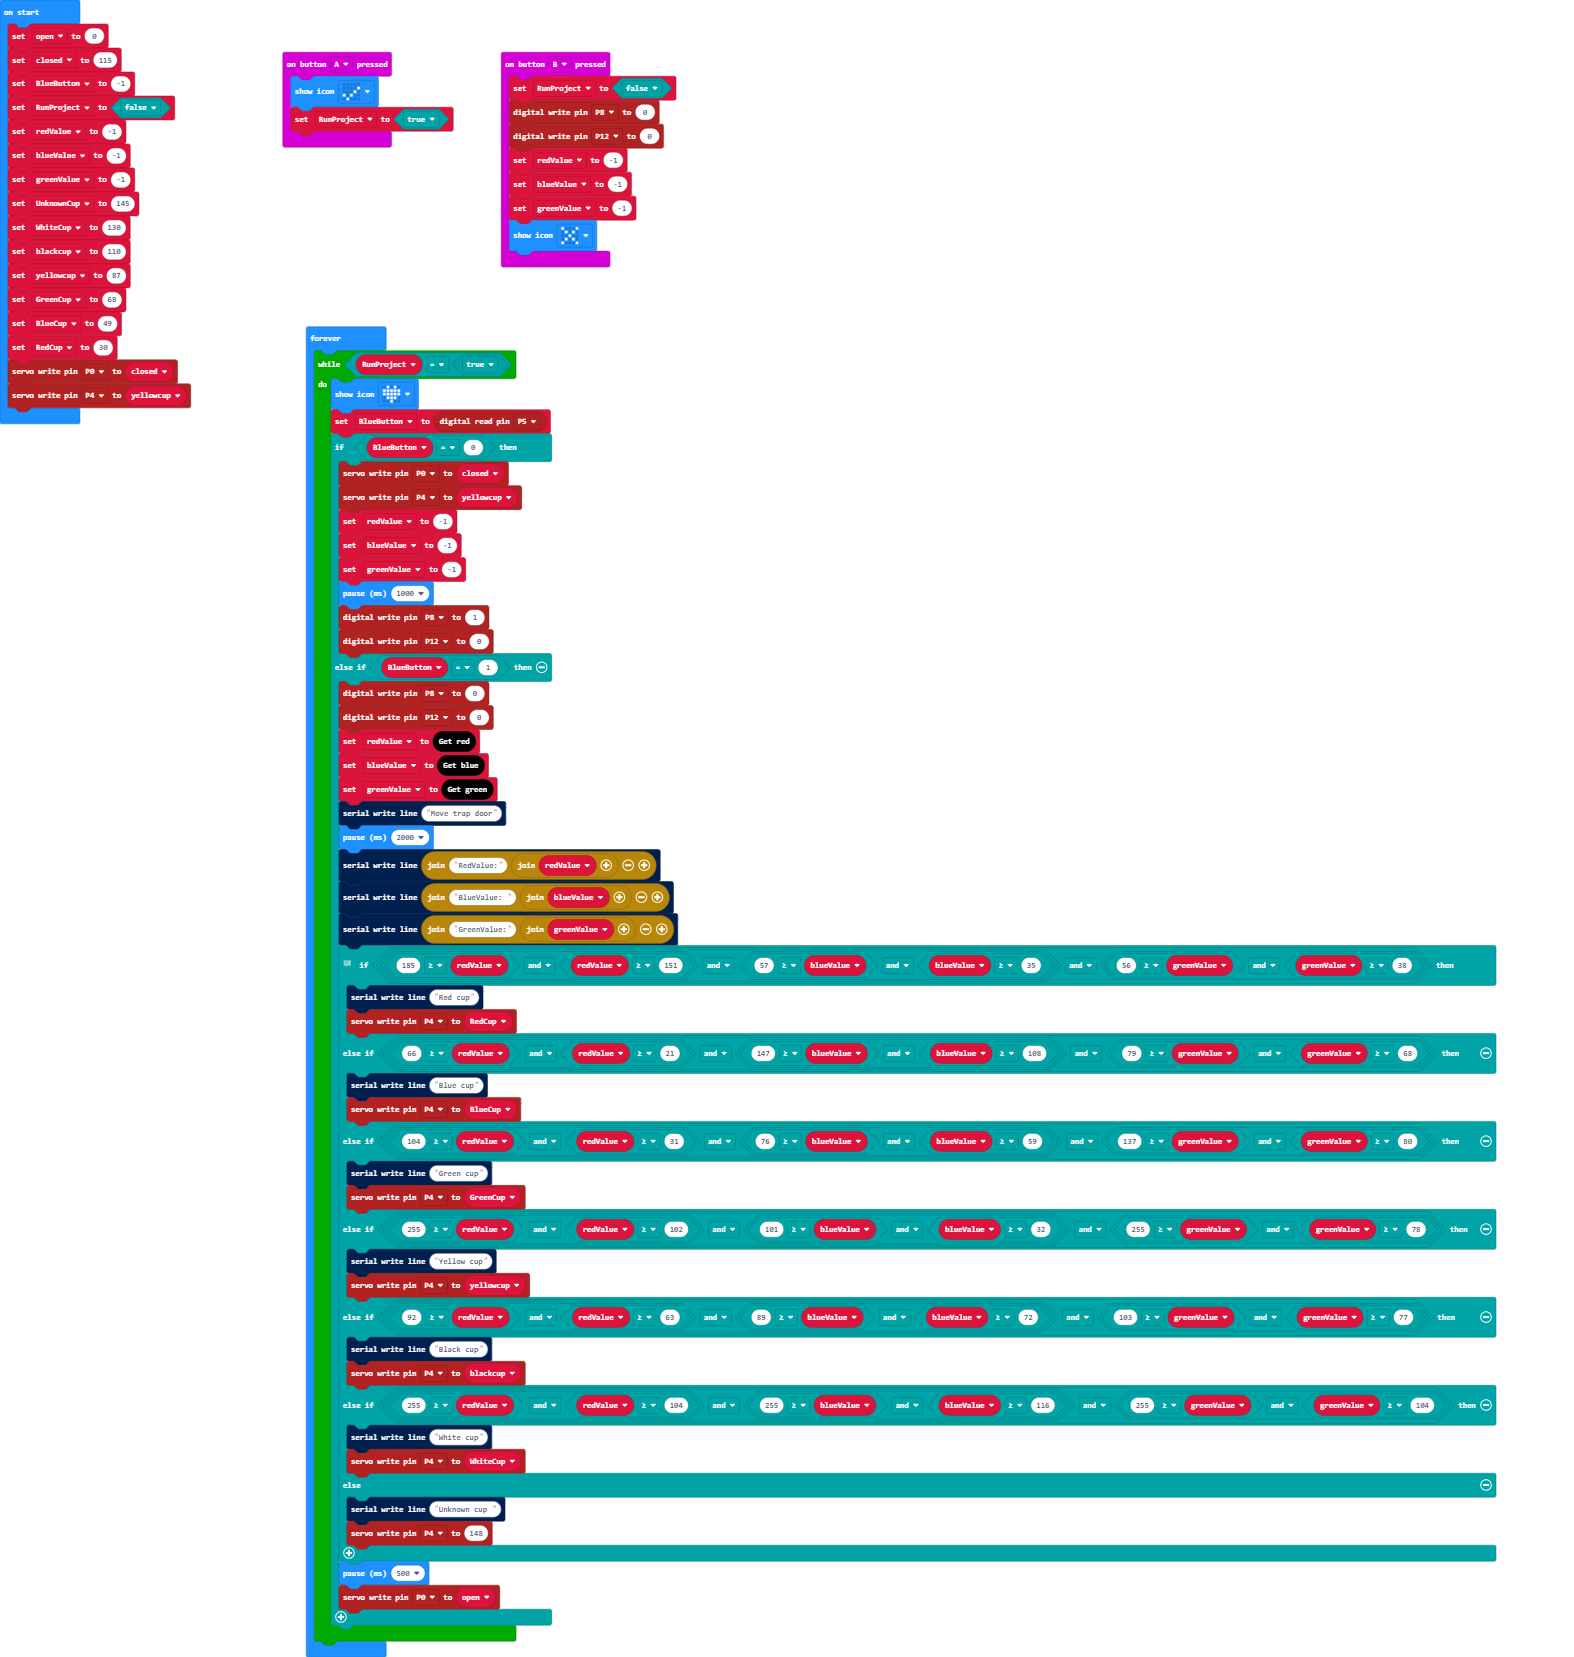 on start
set open to 0
set closed to 115
set BlueButton to -1
set RunProject to false
set redValue to -1
set blueValue to -1
set greenValue to -1
set UnknownCup to 145
set WhiteCup to 130
set blackcup to 110
set yellowcup to 87
set GreenCup to 68
set BlueCup to 49
set RedCup to 30
servo write pin P0 to closed
servo write pin P4 to yellowcup
on button A pressed
show icon
set RunProject to true
on button B pressed
set RunProject to false
digital write pin P8 to 0
digital write pin P12 to 0
set redValue to -1
set blueValue to -1
set greenValue to -1
show icon
forever
while RunProject = true
do
show icon
set BlueButton to digital read pin P5
if BlueButton = 0 then
servo write pin P0 to closed
servo write pin P4 to yellowcup
set redValue to -1
set blueValue to -1
set greenValue to -1
pause (ms) 1000
digital write pin P8 to 1
digital write pin P12 to 0
else if BlueButton = 1 then
digital write pin P8 to 0
digital write pin P12 to 0
set redValue to Get red
set blueValue to Get blue
set greenValue to Get green
serial write line "Move trap door"
pause (ms) 2000
serial write line join "RedValue:" join redValue
serial write line join "BlueValue: " join blueValue
serial write line join "GreenValue:" join greenValue
if 185 ≥ redValue and redValue ≥ 151 and 57 ≥ blueValue and blueValue ≥ 35 and 56 ≥ greenValue and greenValue ≥ 38 then
serial write line "Red cup"
servo write pin P4 to RedCup
else if 66 ≥ redValue and redValue ≥ 21 and 147 ≥ blueValue and blueValue ≥ 108 and 79 ≥ greenValue and greenValue ≥ 68 then
serial write line "Blue cup"
servo write pin P4 to BlueCup
else if 104 ≥ redValue and redValue ≥ 31 and 76 ≥ blueValue and blueValue ≥ 59 and 137 ≥ greenValue and greenValue ≥ 80 then
serial write line "Green cup"
servo write pin P4 to GreenCup
else if 255 ≥ redValue and redValue ≥ 102 and 101 ≥ blueValue and blueValue ≥ 32 and 255 ≥ greenValue and greenValue ≥ 78 then
serial write line "Yellow cup"
servo write pin P4 to yellowcup
else if 92 ≥ redValue and redValue ≥ 63 and 89 ≥ blueValue and blueValue ≥ 72 and 103 ≥ greenValue and greenValue ≥ 77 then
serial write line "Black cup"
servo write pin P4 to blackcup
else if 255 ≥ redValue and redValue ≥ 104 and 255 ≥ blueValue and blueValue ≥ 116 and 255 ≥ greenValue and greenValue ≥ 104 then
serial write line "White cup"
servo write pin P4 to WhiteCup
else
serial write line "Unknown cup "
servo write pin P4 to 148
pause (ms) 500
servo write pin P0 to open